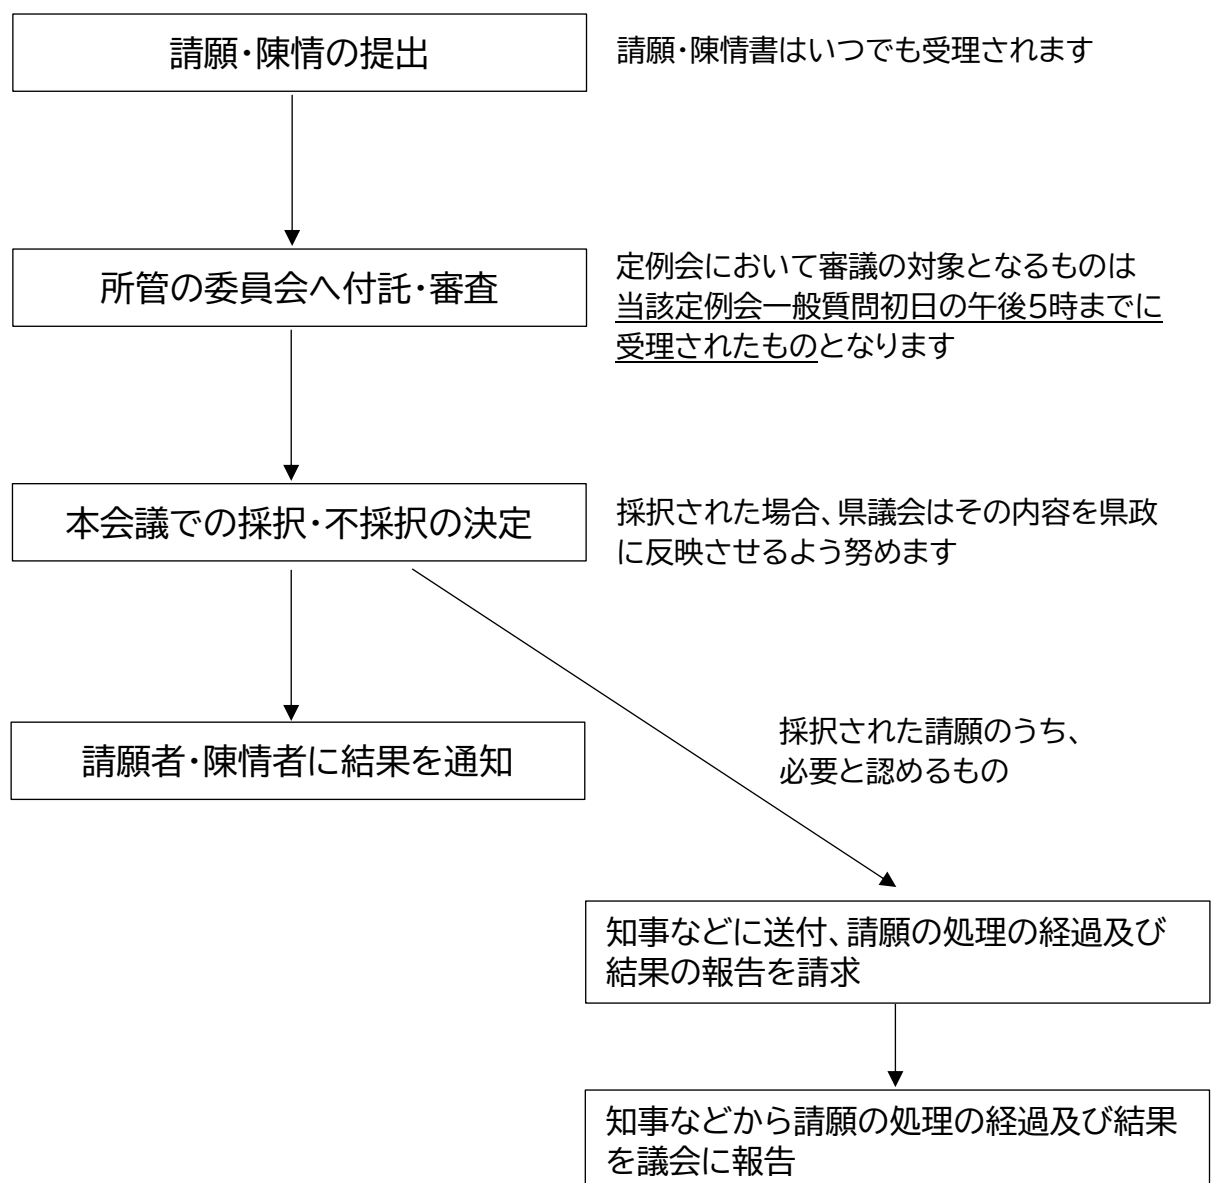 請願・陳情の提出
請願・陳情書はいつでも受理されます
所管の委員会へ付託・審査
定例会において審議の対象となるものは
当該定例会一般質問初日の午後5時までに
受理されたものとなります
本会議での採択・不採択の決定
採択された場合、県議会はその内容を県政
に反映させるよう努めます
請願者・陳情者に結果を通知
採択された請願のうち、
必要と認めるもの
知事などに送付、請願の処理の経過及び
結果の報告を請求
知事などから請願の処理の経過及び結果
を議会に報告